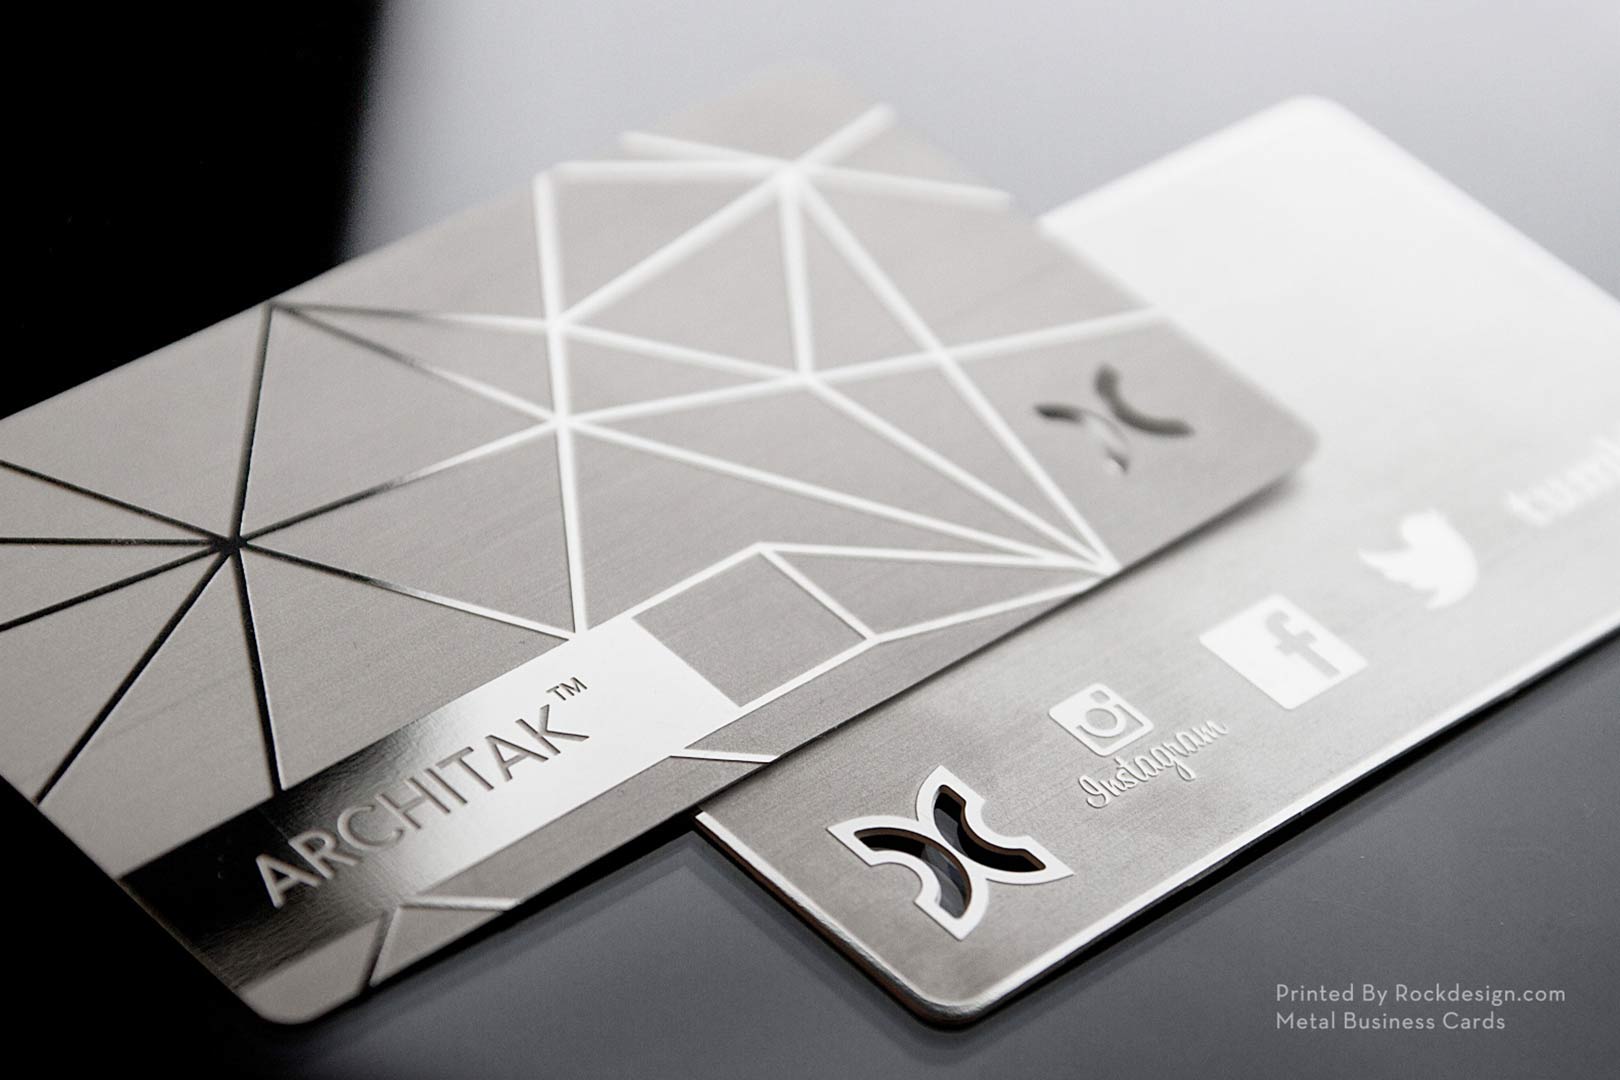 ARCHITAK™
Instagram
f
Printed By Rockdesign.com
Metal Business Cards